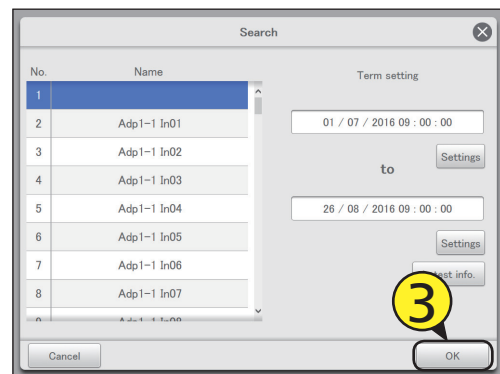 Search
No. Name
1
2 Adp1-1 In01
3 Adp1-1 In02
4 Adp1-1 In03
5 Adp1-1 In04
6 Adp1-1 In05
7 Adp1-1 In06
8 Adp1-1 In07
Term setting
01 / 07 / 2016 09 : 00 : 00
Settings
to
26 / 08 / 2016 09 : 00 : 00
Settings
info.
3
Cancel
OK